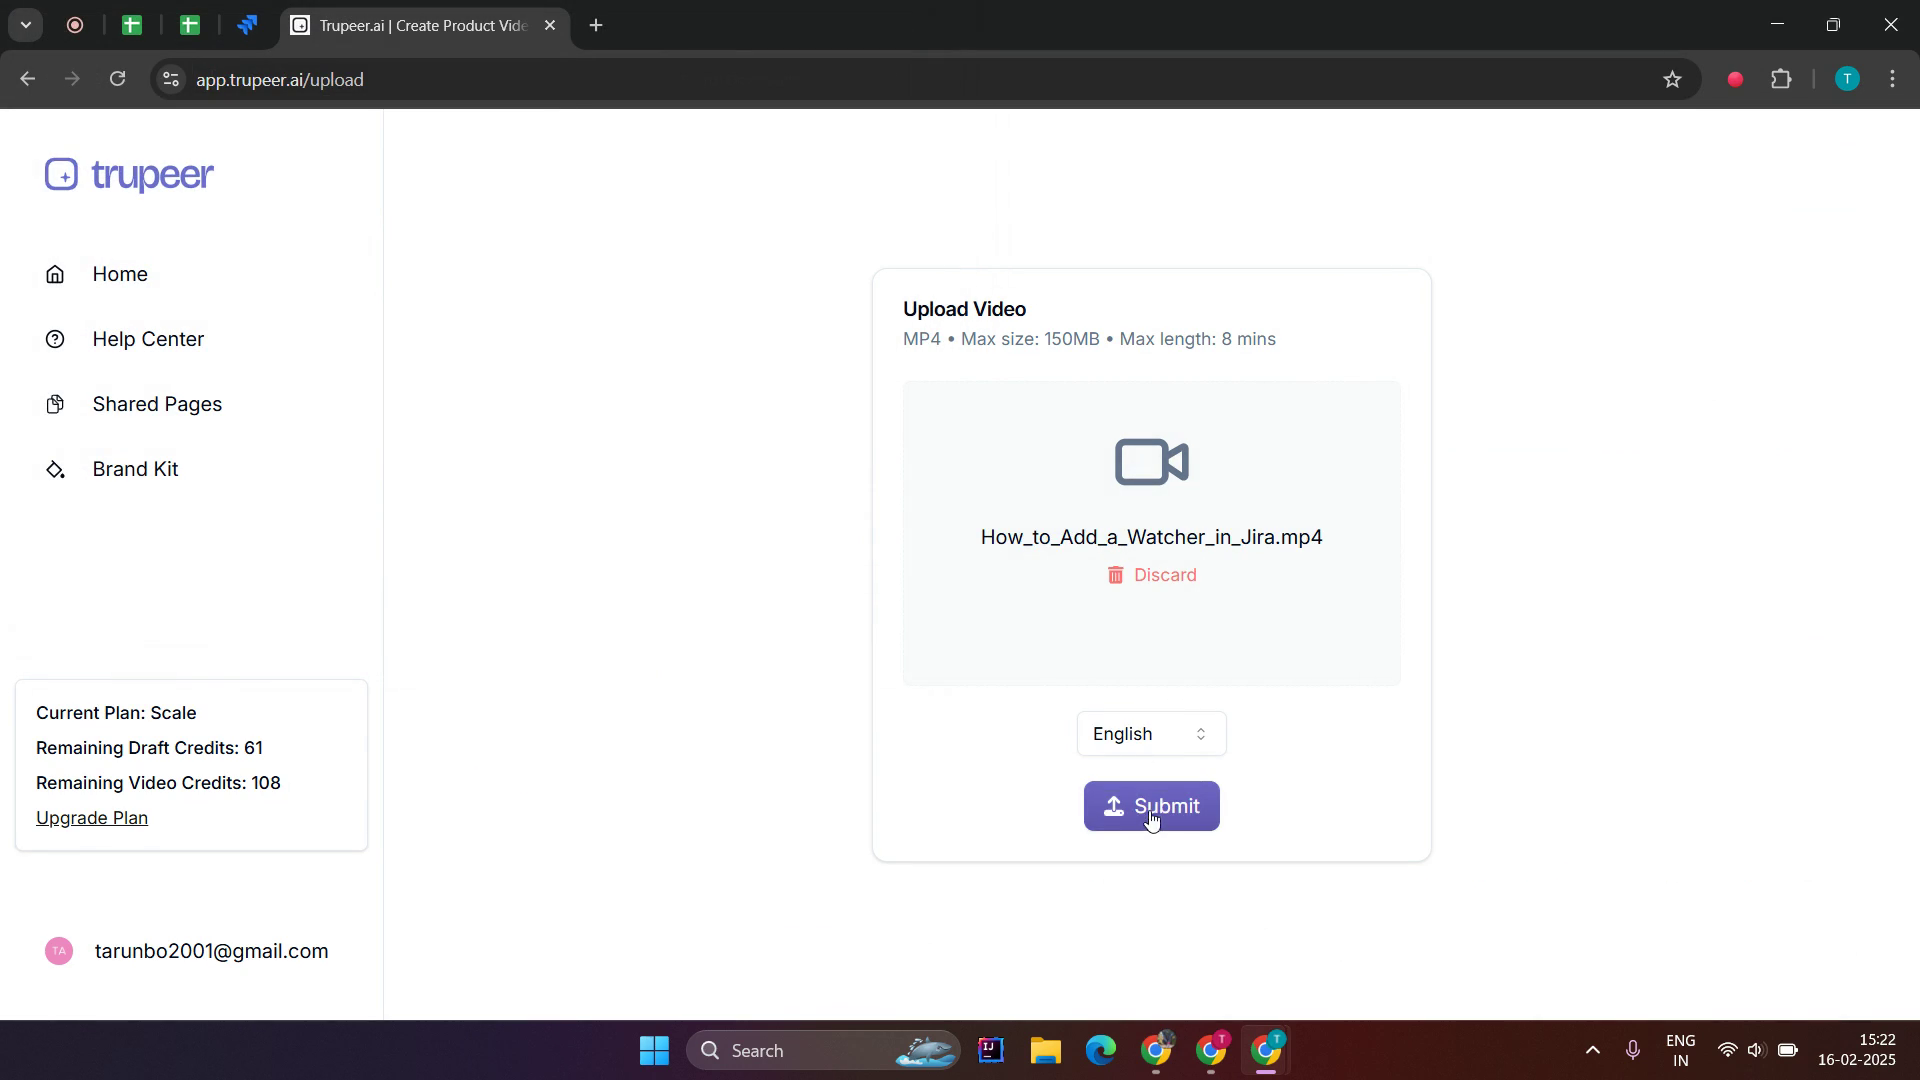 Trupeer.ai | Create Product Vide
app.trupeer.ai/upload
T
trupeer
Home
Help Center
Shared Pages
Brand Kit
Current Plan: Scale
Remaining Draft Credits: 61
Remaining Video Credits: 108
Upgrade Plan
TA
tarunbo2001@gmail.com
Upload Video
MP4 • Max size: 150MB • Max length: 8 mins
How_to_Add_a_Watcher_in_Jira.mp4
Discard
English
Submit
Search
IJ
T
T
ENG
IN
15:22
16-02-2025